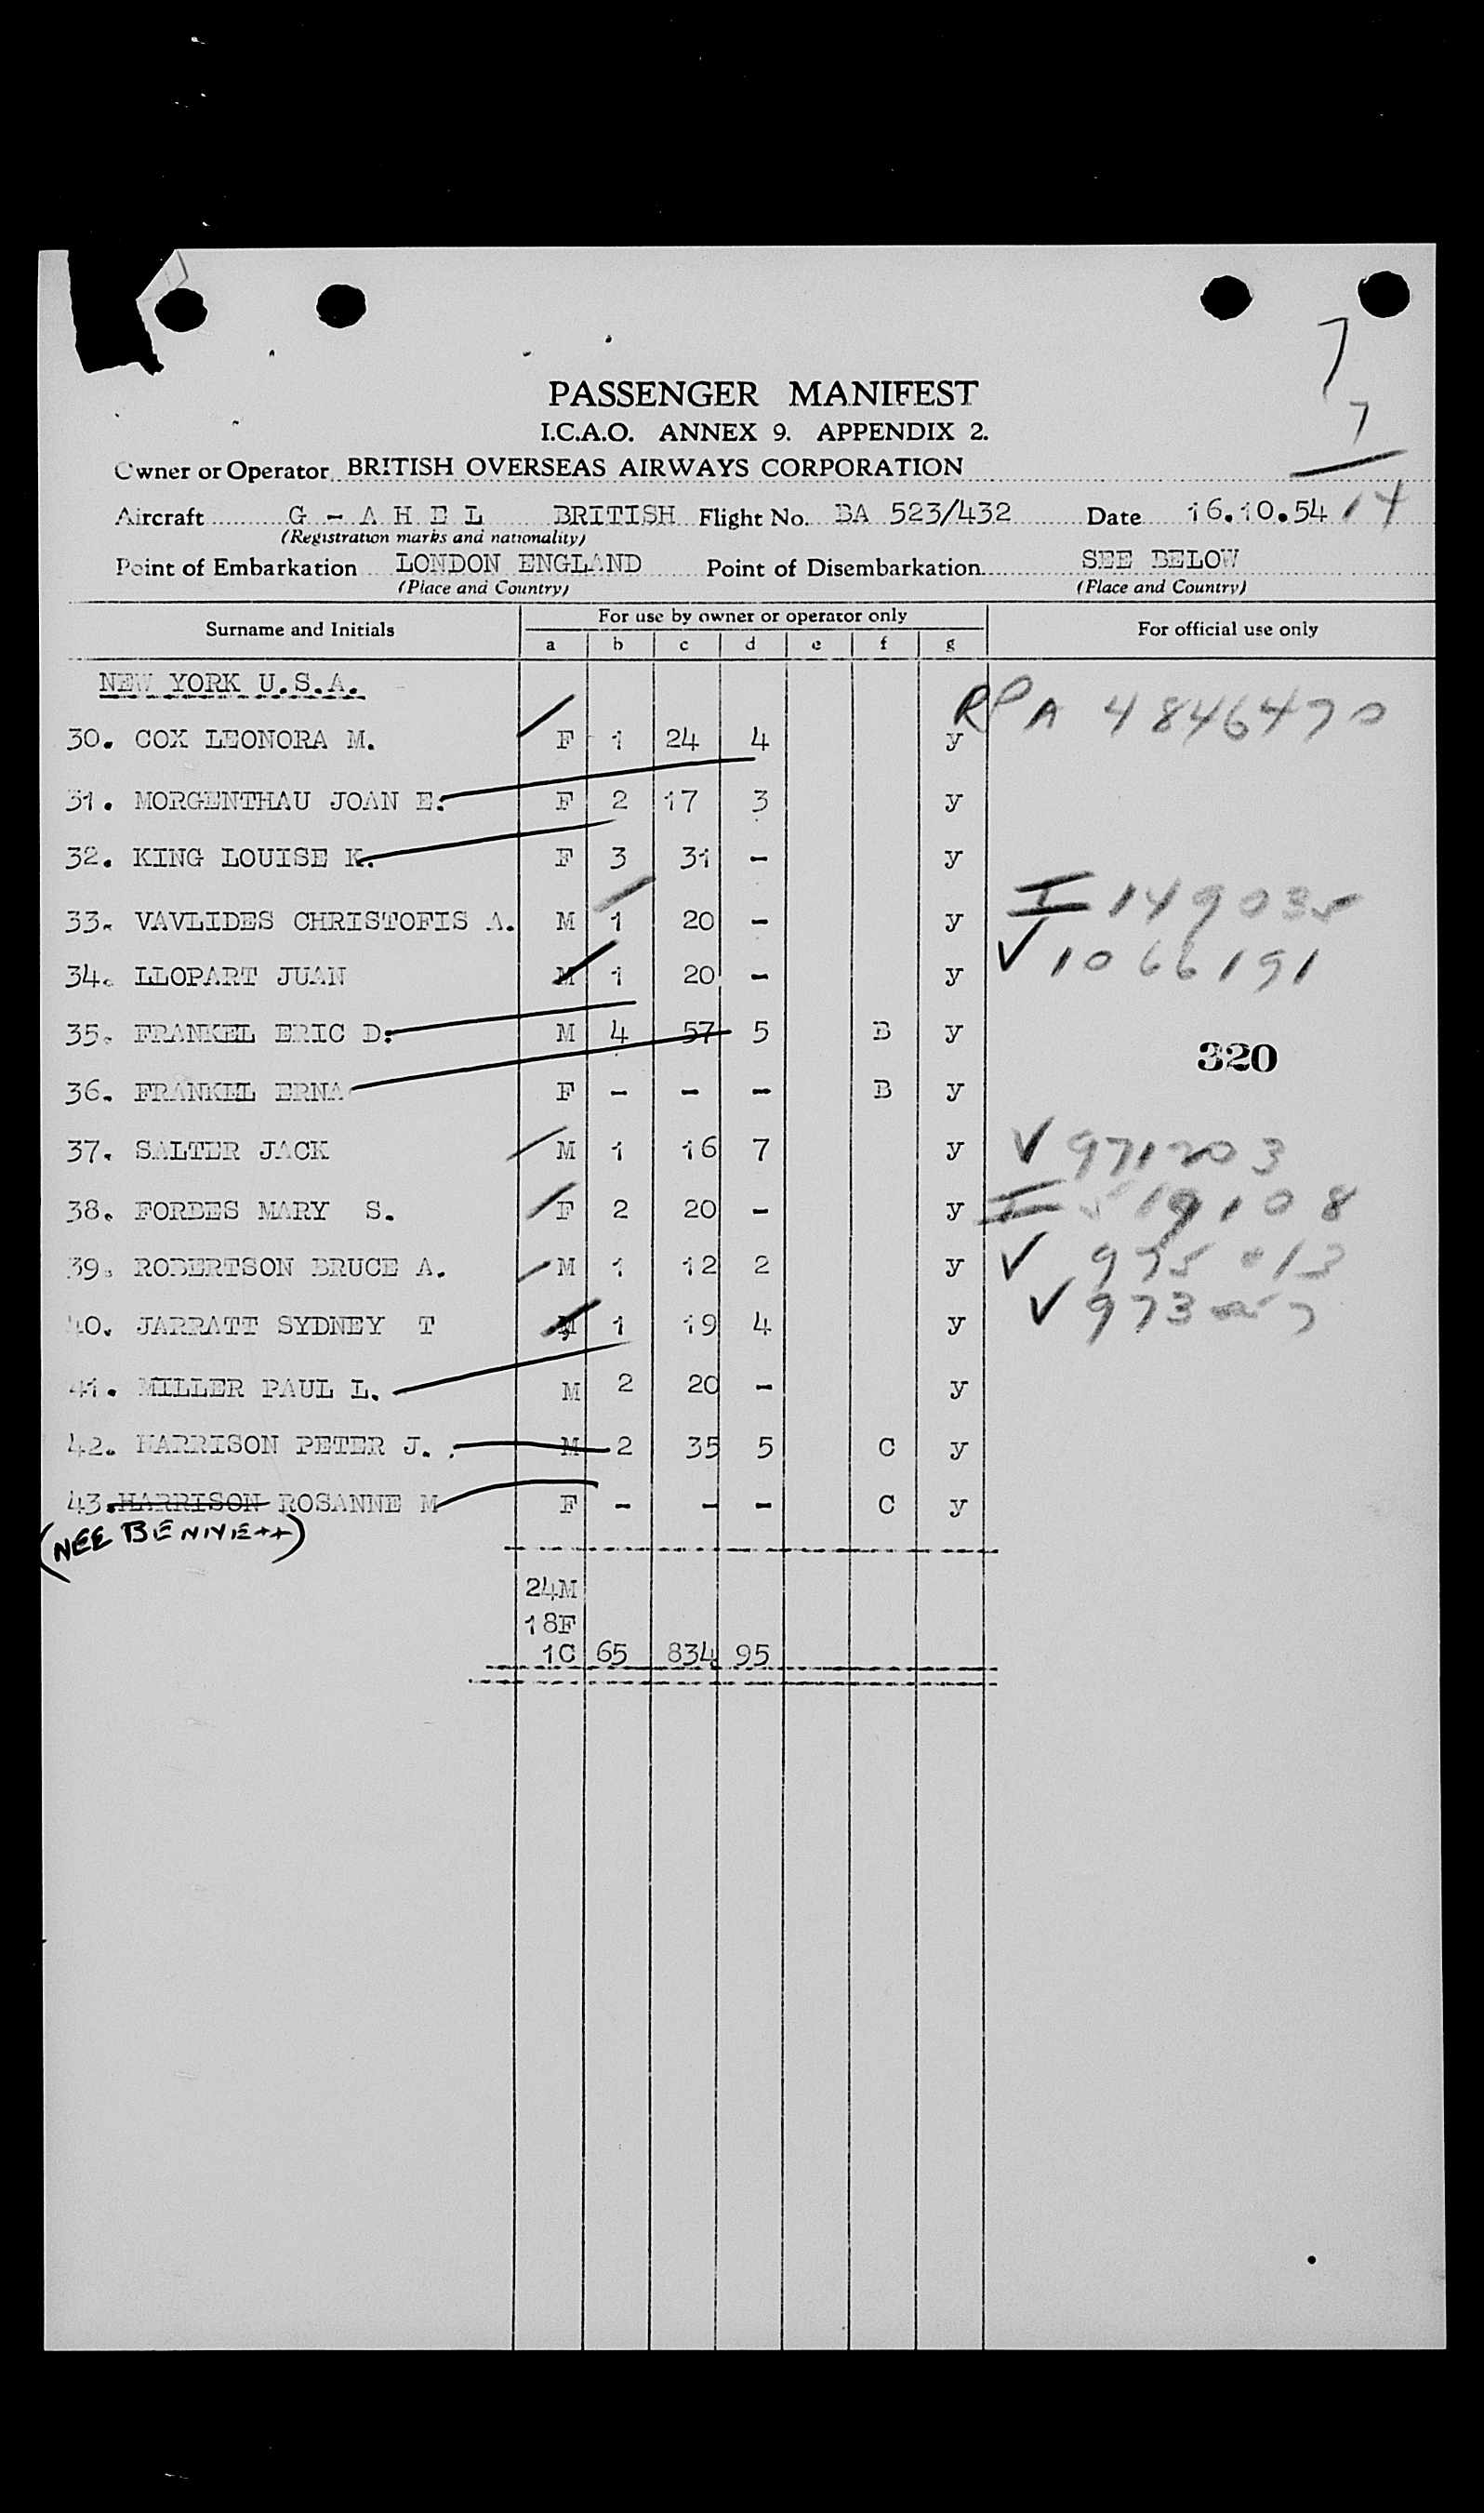 7
7
14
PASSENGER MANIFEST
I.C.A.O. ANNEX 9. APPENDIX 2.
Owner or Operator BRITISH OVERSEAS AIRWAYS CORPORATION
Aircraft G - A H E L BRITISH Flight No. BA 523/432 Date 16.10.54
(Registration marks and nationality)
Point of Embarkation LONDON ENGLAND Point of Disembarkation SEE BELOW
(Place and Country) (Place and Country)
Surname and Initials For use by owner or operator only For official use only
a b c d e f g
NEW YORK U.S.A.
30. COX LEONORA M. F 1 24 4 y RPA 4846470
31. MORGENTHAU JOAN E. F 2 17 3 y
32. KING LOUISE K. F 3 31 - y
33. VAVLIDES CHRISTOFIS A. M 1 20 - y I 149035
34. LLOPART JUAN M 1 20 - y ✓ 1066191
35. FRANKEL ERIC D. M 4 57 5 B y
320
36. FRANKEL ERNA F - - - B y
37. SALTER JACK M 1 16 7 y ✓ 971203
38. FORBES MARY S. F 2 20 - y I
39. ROBERTSON BRUCE A. M 1 12 2 y ✓
40. JARRATT SYDNEY T M 1 19 4 y ✓
41. MILLER PAUL L. M 2 20 - y
42. HARRISON PETER J. M 2 35 5 C y
43. HARRISON ROSANNE M F - - - C y
(NEE BENNETT)
24M
18F
1C 65 834 95